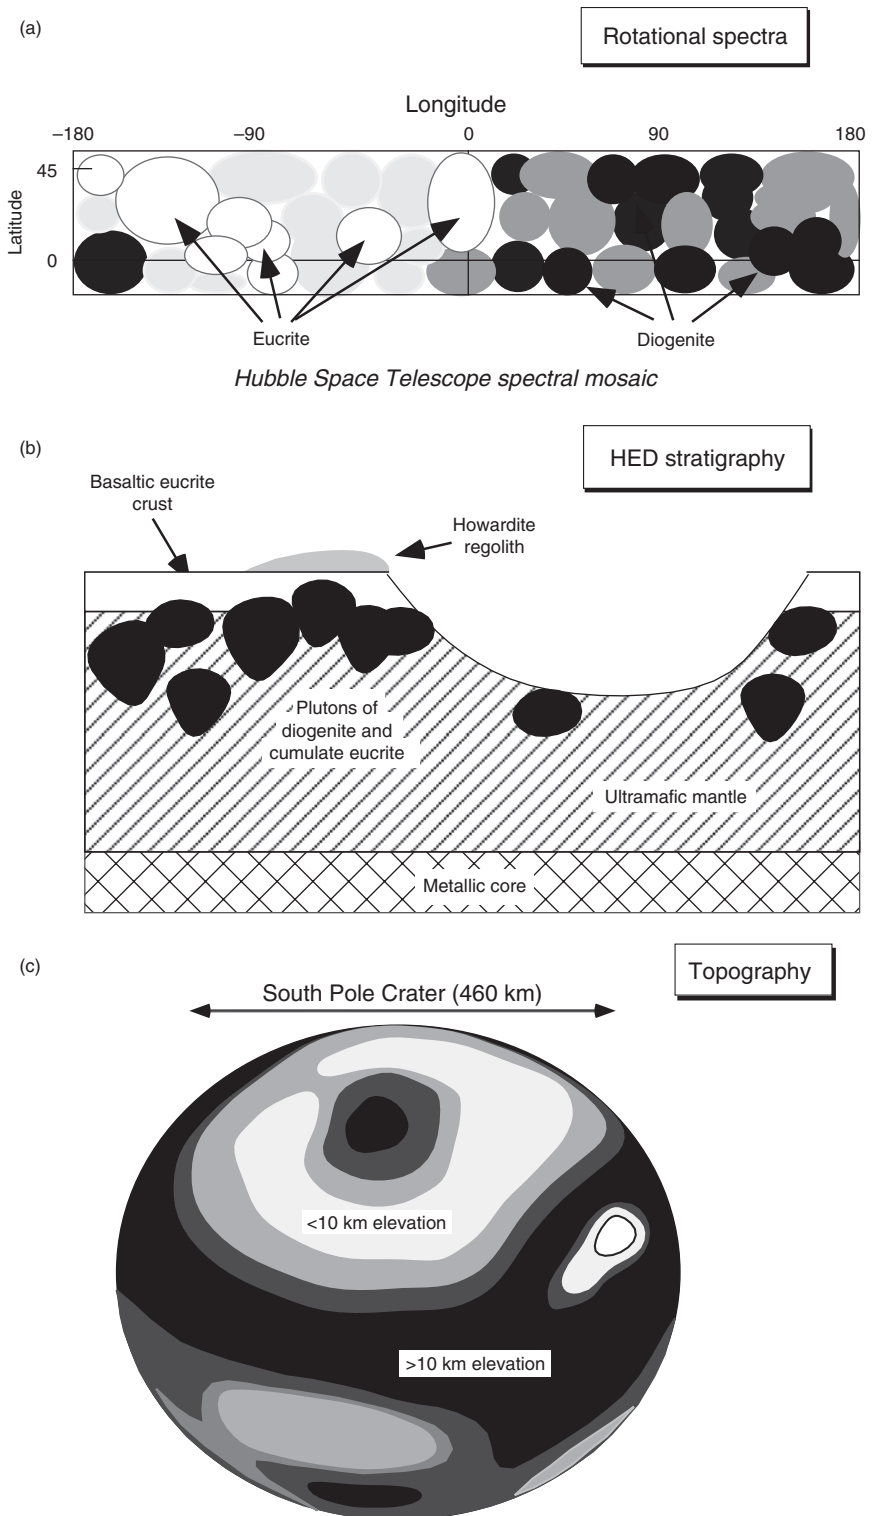 (a)
Rotational spectra
Longitude
–180
–90
0
90
180
45
Latitude
0
Eucrite
Diogenite
Hubble Space Telescope spectral mosaic
(b)
HED stratigraphy
Basaltic eucrite
crust
Howardite
regolith
Plutons of
diogenite and
cumulate eucrite
Ultramafic mantle
Metallic core
(c)
Topography
South Pole Crater (460 km)
<10 km elevation
>10 km elevation